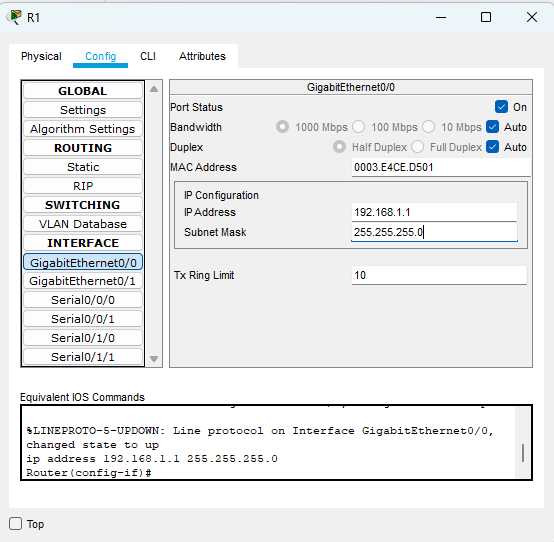 R1
Physical Config CLI Attributes
GLOBAL
Settings
Algorithm Settings
ROUTING
Static
RIP
SWITCHING
VLAN Database
INTERFACE
GigabitEthernet0/0
GigabitEthernet0/1
Serial0/0/0
Serial0/0/1
Serial0/1/0
Serial0/1/1
GigabitEthernet0/0
Port Status On
Bandwidth 1000 Mbps 100 Mbps 10 Mbps Auto
Duplex Half Duplex Full Duplex Auto
MAC Address 0003.E4CE.D501
IP Configuration
IP Address 192.168.1.1
Subnet Mask 255.255.255.0
Tx Ring Limit 10
Equivalent IOS Commands
%LINEPROTO-5-UPDOWN: Line protocol on Interface GigabitEthernet0/0,
changed state to up
ip address 192.168.1.1 255.255.255.0
Router(config-if)#
Top